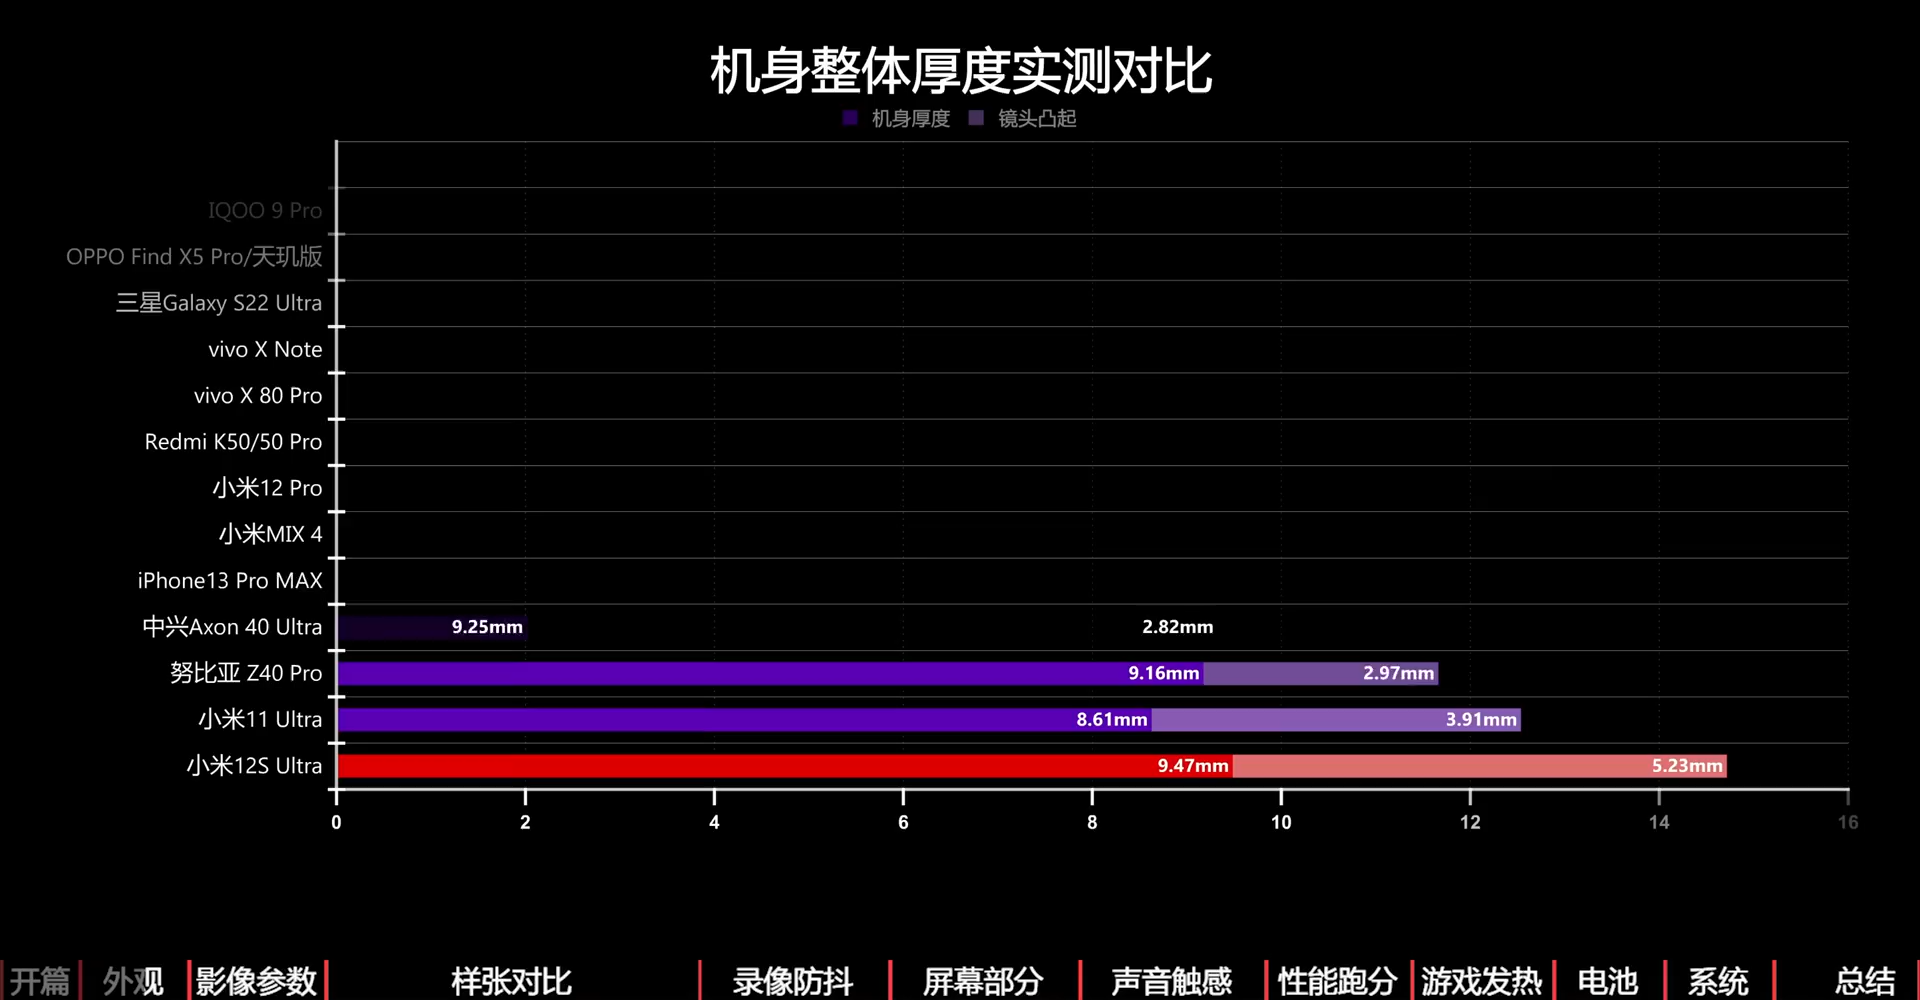 机身整体厚度实测对比
机身厚度 镜头凸起
IQOO 9 Pro
OPPO Find X5 Pro/天玑版
三星Galaxy S22 Ultra
vivo X Note
vivo X 80 Pro
Redmi K50/50 Pro
小米12 Pro
小米MIX 4
iPhone13 Pro MAX
中兴Axon 40 Ultra 9.25mm 2.82mm
努比亚 Z40 Pro 9.16mm 2.97mm
小米11 Ultra 8.61mm 3.91mm
小米12S Ultra 9.47mm 5.23mm
0 2 4 6 8 10 12 14 16
开篇 外观 影像参数 样张对比 录像防抖 屏幕部分 声音触感 性能跑分 游戏发热 电池 系统 总结